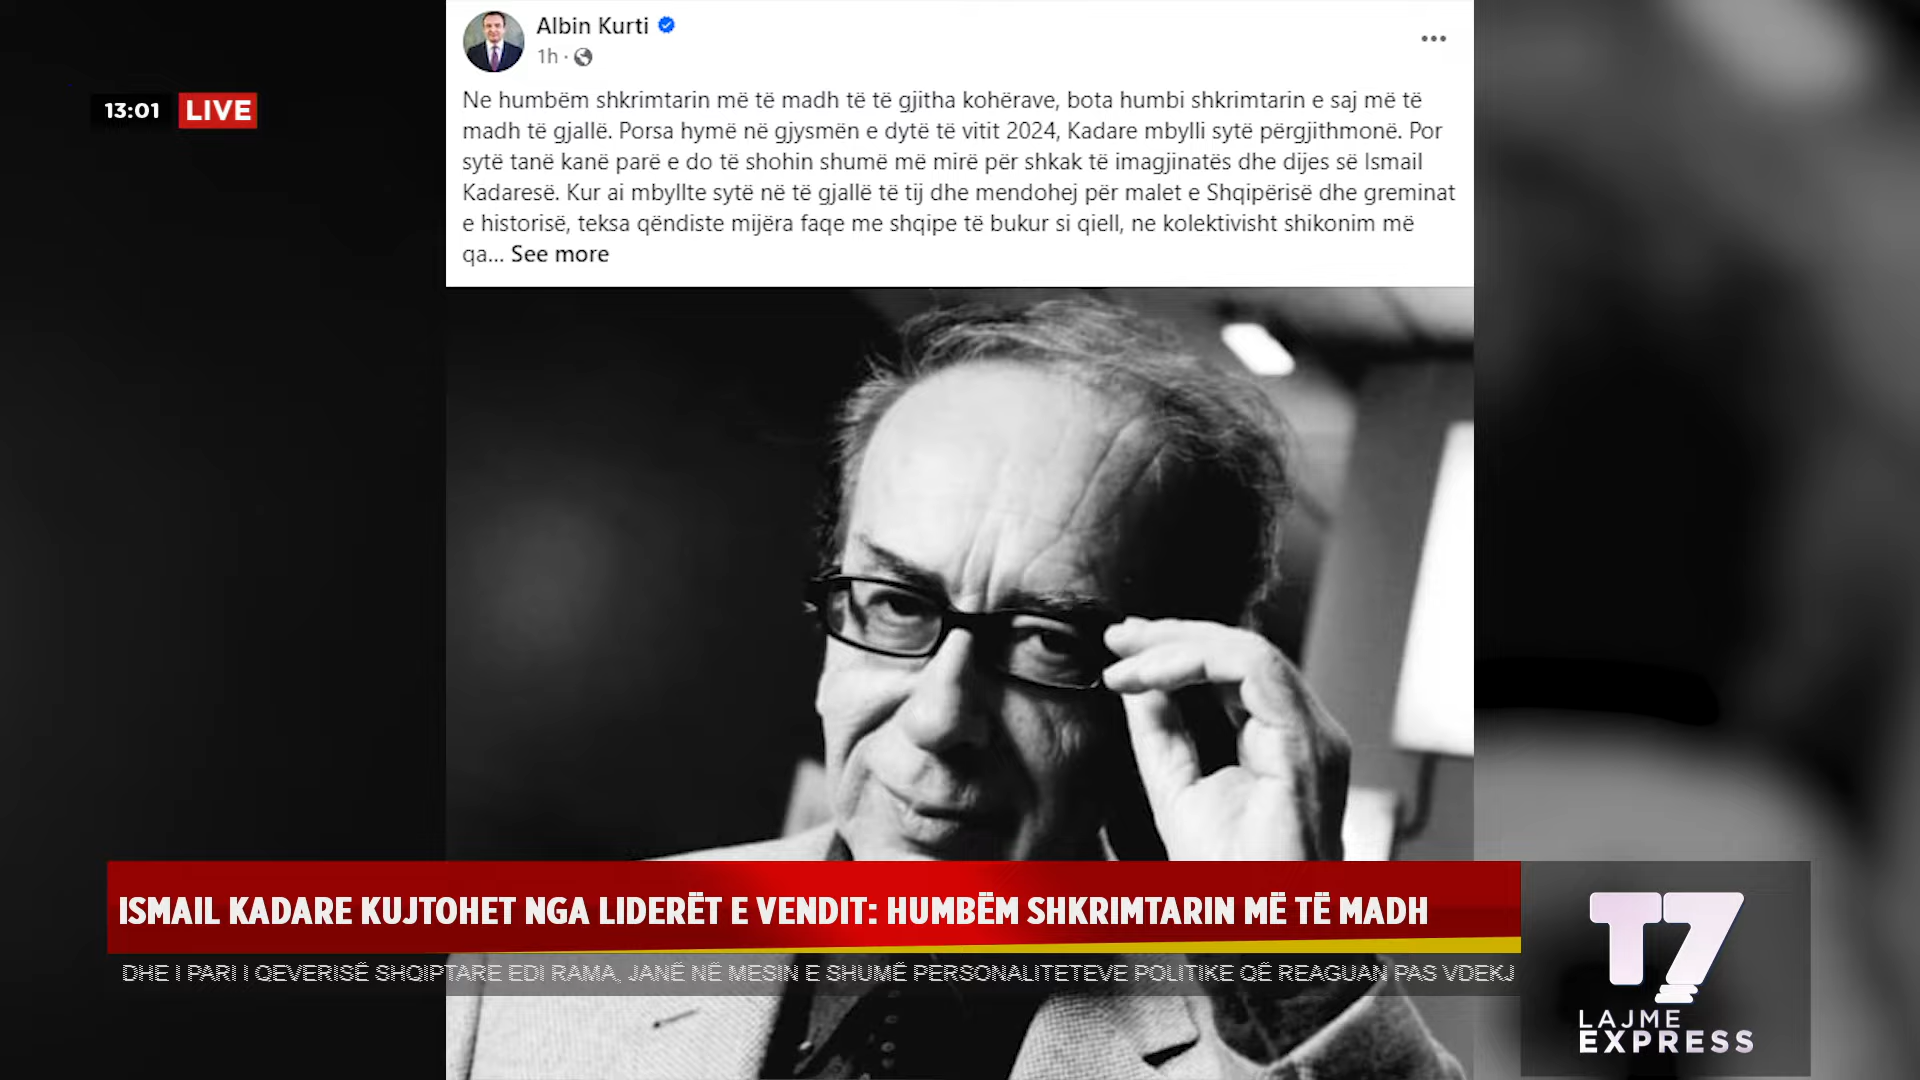 Albin Kurti
1h ·
13:01 LIVE
Ne humbëm shkrimtarin më të madh të të gjitha kohërave, bota humbi shkrimtarin e saj më të
madh të gjallë. Porsa hymë në gjysmën e dytë të vitit 2024, Kadare mbylli sytë përgjithmonë. Por
sytë tanë kanë parë e do të shohin shumë më mirë për shkak të imagjinatës dhe dijes së Ismail
Kadaresë. Kur ai mbyllte sytë në të gjallë të tij dhe mendohej për malet e Shqipërisë dhe greminat
e historisë, teksa qëndiste mijëra faqe me shqipe të bukur si qiell, ne kolektivisht shikonim më
qa... See more
ISMAIL KADARE KUJTOHET NGA LIDERËT E VENDIT: HUMBËM SHKRIMTARIN MË TË MADH
DHE I PARI I QEVERISË SHQIPTARE EDI RAMA, JANË NË MESIN E SHUMË PERSONALITETEVE POLITIKE QË REAGUAN PAS VDEKJ
T7
LAJME
EXPRESS